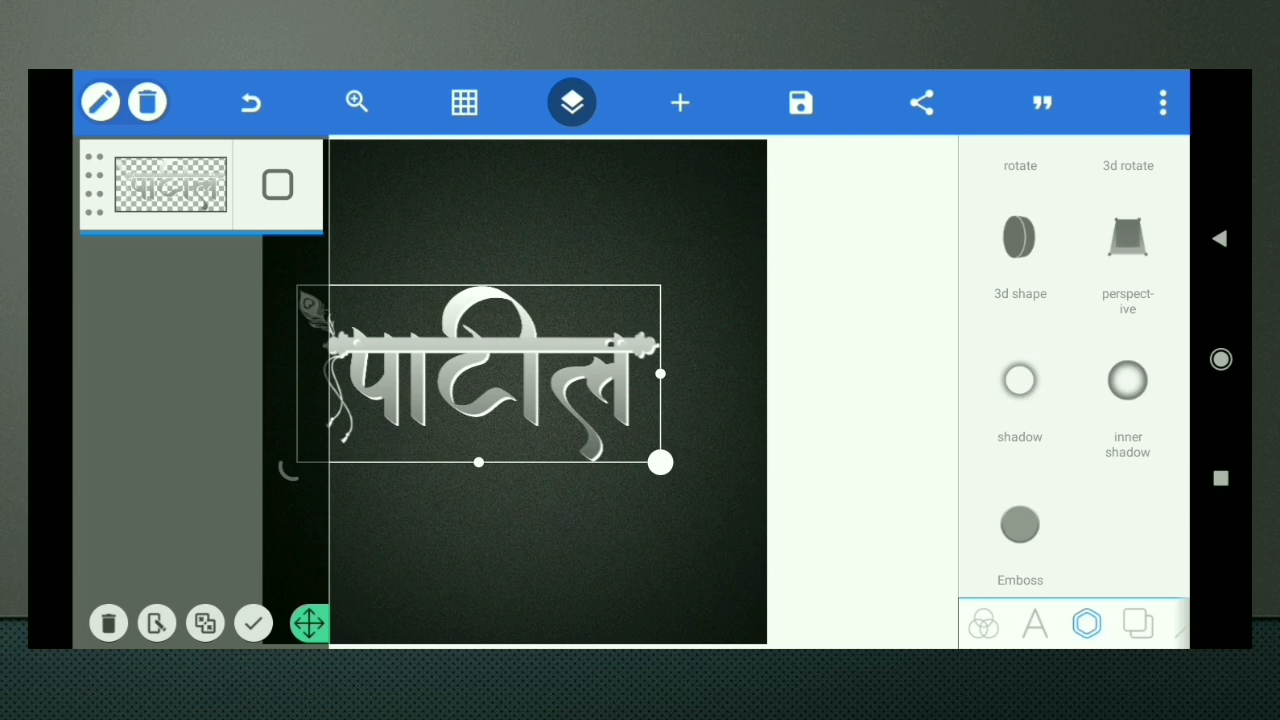 पाटील
rotate
3d rotate
3d shape
perspect-
ive
shadow
inner
shadow
Emboss